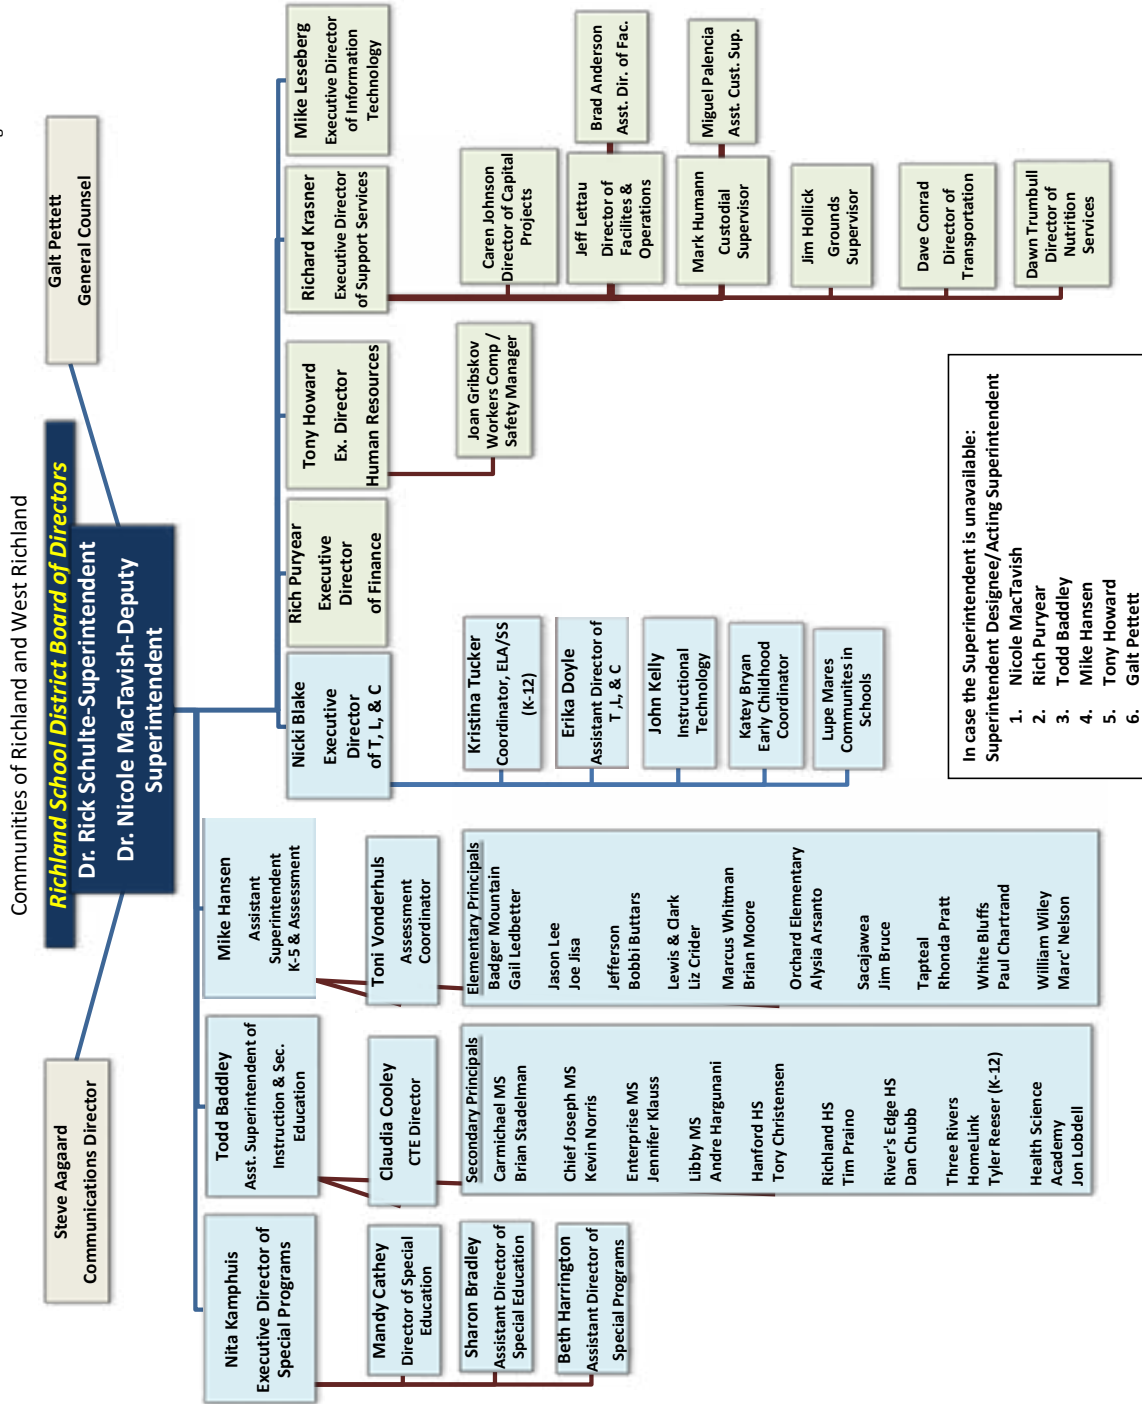 Communities of Richland and West Richland
Richland School District Board of Directors
Dr. Rick Schulte-Superintendent
Dr. Nicole MacTavish-Deputy
Superintendent
Steve Aagaard
Communications Director
Galt Pettett
General Counsel
Nita Kamphuis
Executive Director of
Special Programs
Mandy Cathey
Director of Special
Education
Sharon Bradley
Assistant Director of
Special Education
Beth Harrington
Assistant Director of
Special Programs
Todd Baddley
Asst. Superintendent of
Instruction & Sec.
Education
Claudia Cooley
CTE Director
Secondary Principals
Carmichael MS
Brian Stadelman
Chief Joseph MS
Kevin Norris
Enterprise MS
Jennifer Klauss
Libby MS
Andre Hargunani
Hanford HS
Tory Christensen
Richland HS
Tim Praino
River's Edge HS
Dan Chubb
Three Rivers
HomeLink
Tyler Reeser (K-12)
Health Science
Academy
Jon Lobdell
Mike Hansen
Assistant
Superintendent
K-5 & Assessment
Toni Vonderhuls
Assessment
Coordinator
Elementary Principals
Badger Mountain
Gail Ledbetter
Jason Lee
Joe Jisa
Jefferson
Bobbi Buttars
Lewis & Clark
Liz Crider
Marcus Whitman
Brian Moore
Orchard Elementary
Alysia Arsanto
Sacajawea
Jim Bruce
Tapteal
Rhonda Pratt
White Bluffs
Paul Chartrand
William Wiley
Marc' Nelson
Nicki Blake
Executive
Director
of T, L, & C
Kristina Tucker
Coordinator, ELA/SS
(K-12)
Erika Doyle
Assistant Director of
T ,L, & C
John Kelly
Instructional
Technology
Katey Bryan
Early Childhood
Coordinator
Lupe Mares
Communites in
Schools
Rich Puryear
Executive
Director
of Finance
Tony Howard
Ex. Director
Human Resources
Joan Gribskov
Workers Comp /
Safety Manager
Richard Krasner
Executive Director
of Support Services
Caren Johnson
Director of Capital
Projects
Jeff Lettau
Director of
Facilites &
Operations
Brad Anderson
Asst. Dir. of Fac.
Mark Humann
Custodial
Supervisor
Miguel Palencia
Asst. Cust. Sup.
Jim Hollick
Grounds
Supervisor
Dave Conrad
Director of
Transportation
Dawn Trumbull
Director of
Nutrition
Services
Mike Leseberg
Executive Director
of Information
Technology
In case the Superintendent is unavailable:
Superintendent Designee/Acting Superintendent
1. Nicole MacTavish
2. Rich Puryear
3. Todd Baddley
4. Mike Hansen
5. Tony Howard
6. Galt Pettett